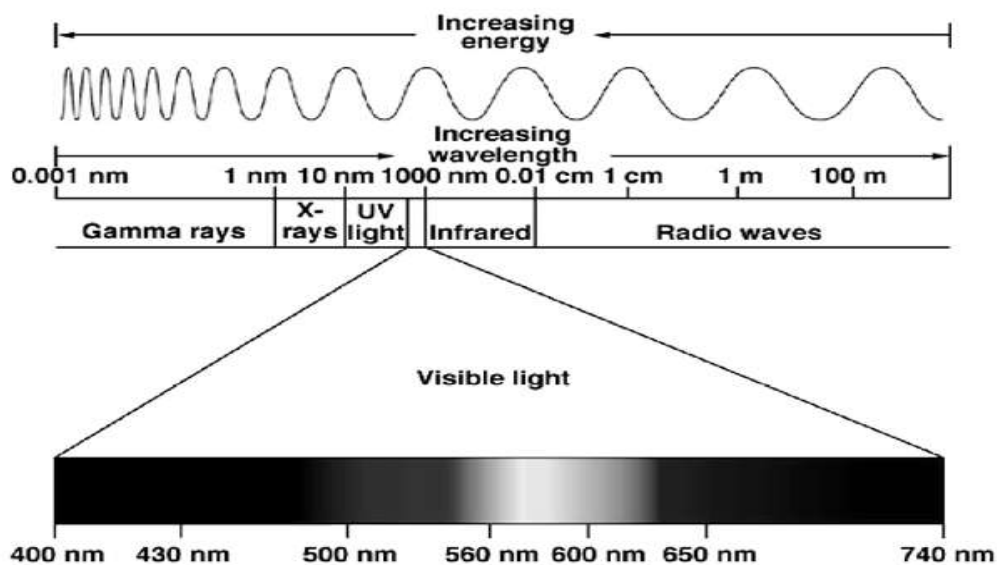 Increasing
energy
Increasing
wavelength
0.001 nm 1 nm 10 nm 1000 nm 0.01 cm 1 cm 1 m 100 m
Gamma rays X-
rays UV
light Infrared Radio waves
Visible light
400 nm 430 nm 500 nm 560 nm 600 nm 650 nm 740 nm